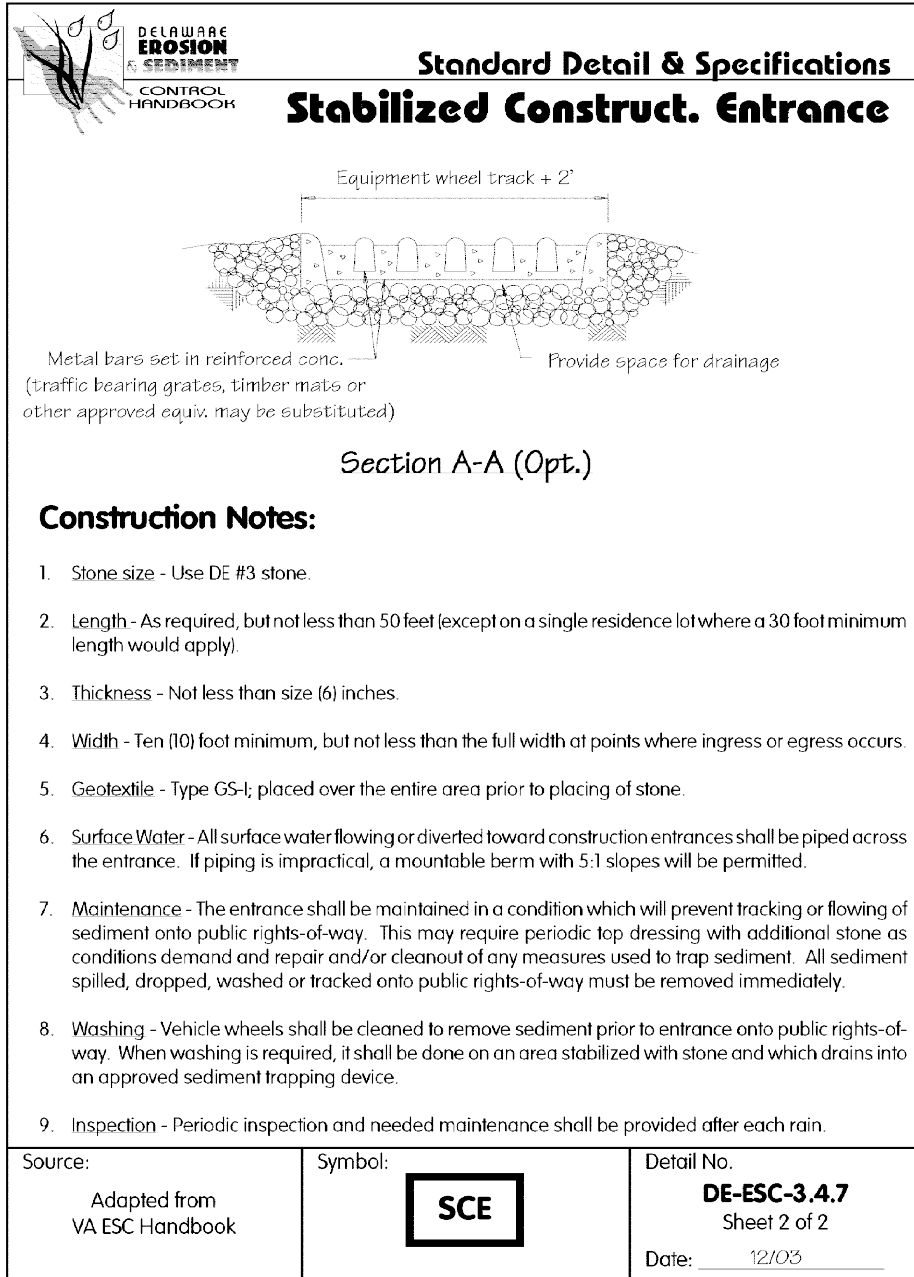 DELAWARE
EROSION
& SEDIMENT
CONTROL
HANDBOOK
Standard Detail & Specifications
Stabilized Construct. Entrance
Equipment wheel track + 2'
Metal bars set in reinforced conc.
(traffic bearing grates, timber mats or
other approved equiv. may be substituted)
Provide space for drainage
Section A-A (Opt.)
Construction Notes:
1. Stone size - Use DE #3 stone.
2. Length - As required, but not less than 50 feet (except on a single residence lot where a 30 foot minimum
length would apply).
3. Thickness - Not less than size (6) inches.
4. Width - Ten (10) foot minimum, but not less than the full width at points where ingress or egress occurs.
5. Geotextile - Type GS-I; placed over the entire area prior to placing of stone.
6. Surface Water - All surface water flowing or diverted toward construction entrances shall be piped across
the entrance. If piping is impractical, a mountable berm with 5:1 slopes will be permitted.
7. Maintenance - The entrance shall be maintained in a condition which will prevent tracking or flowing of
sediment onto public rights-of-way. This may require periodic top dressing with additional stone as
conditions demand and repair and/or cleanout of any measures used to trap sediment. All sediment
spilled, dropped, washed or tracked onto public rights-of-way must be removed immediately.
8. Washing - Vehicle wheels shall be cleaned to remove sediment prior to entrance onto public rights-of-
way. When washing is required, it shall be done on an area stabilized with stone and which drains into
an approved sediment trapping device.
9. Inspection - Periodic inspection and needed maintenance shall be provided after each rain.
Source:
Adapted from
VA ESC Handbook
Symbol:
SCE
Detail No.
DE-ESC-3.4.7
Sheet 2 of 2
Date: 12/03